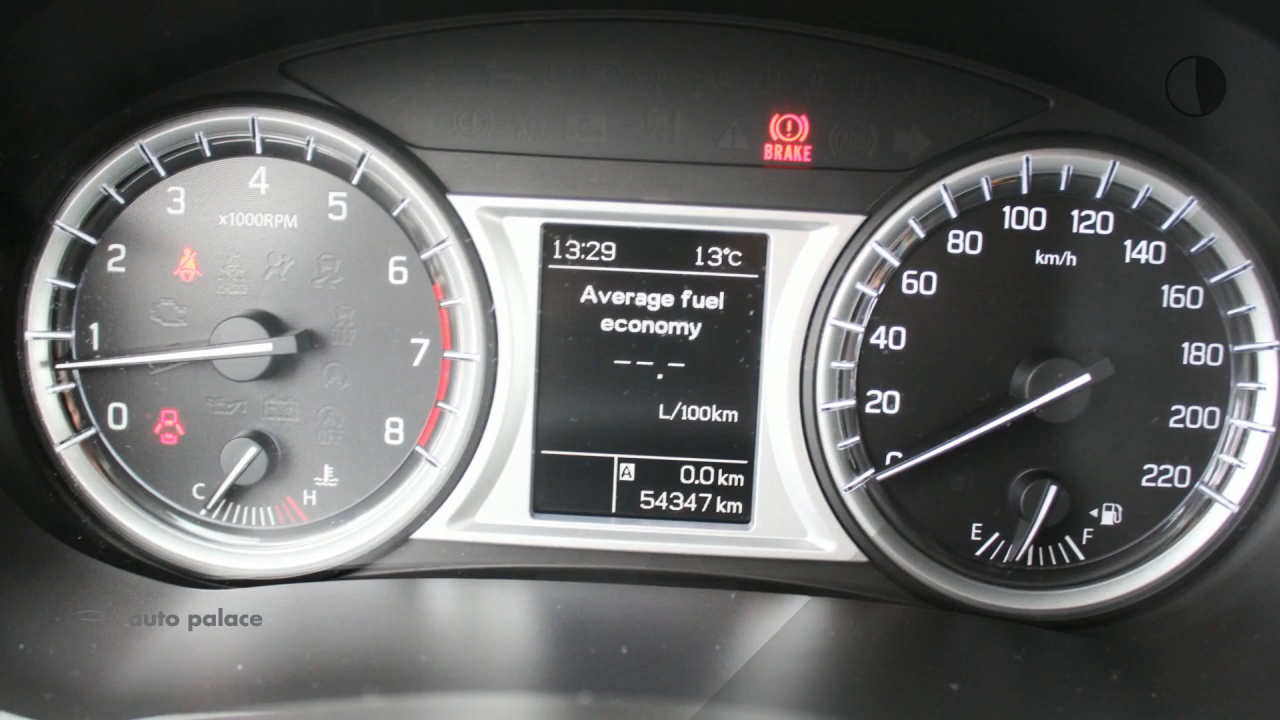 0
1
2
3
4
5
6
7
8
x1000RPM
C
H
BRAKE
13:29 13°C
Average fuel
economy
--.-
L/100km
A 0.0 km
54347 km
0
20
40
60
80
100
120
140
160
180
200
220
km/h
E
F
auto palace